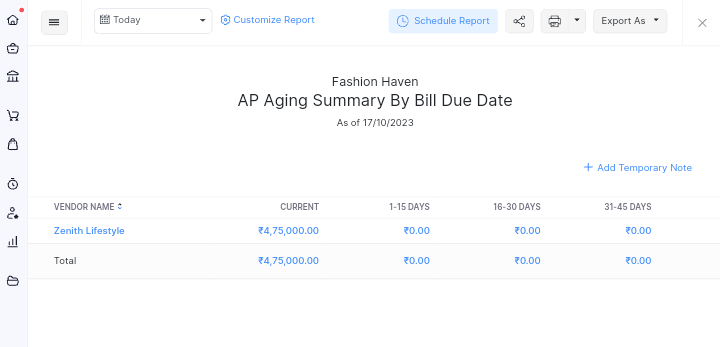 Today
Customize Report
Schedule Report
Export As
Fashion Haven
AP Aging Summary By Bill Due Date
As of 17/10/2023
Add Temporary Note
VENDOR NAME CURRENT 1-15 DAYS 16-30 DAYS 31-45 DAYS
Zenith Lifestyle ₹4,75,000.00 ₹0.00 ₹0.00 ₹0.00
Total ₹4,75,000.00 ₹0.00 ₹0.00 ₹0.00